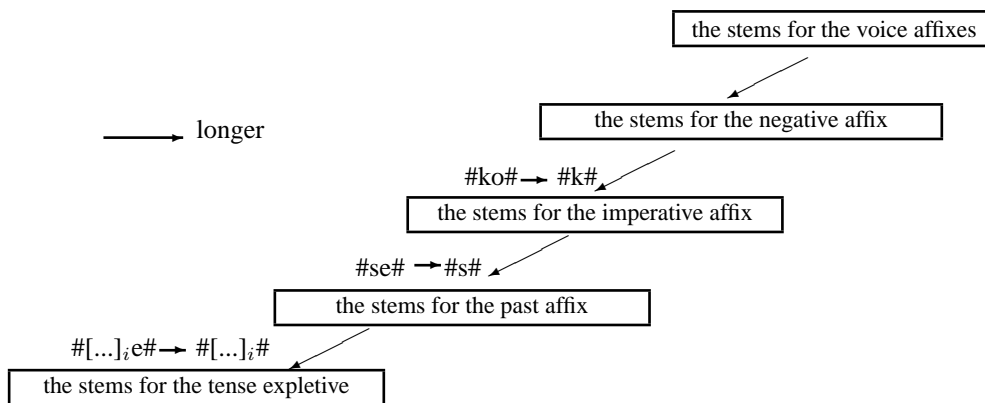 the stems for the voice affixes
the stems for the negative affix
longer
#ko# → #k#
the stems for the imperative affix
#se# → #s#
the stems for the past affix
#[...]ᵢe# → #[...]ᵢ#
the stems for the tense expletive